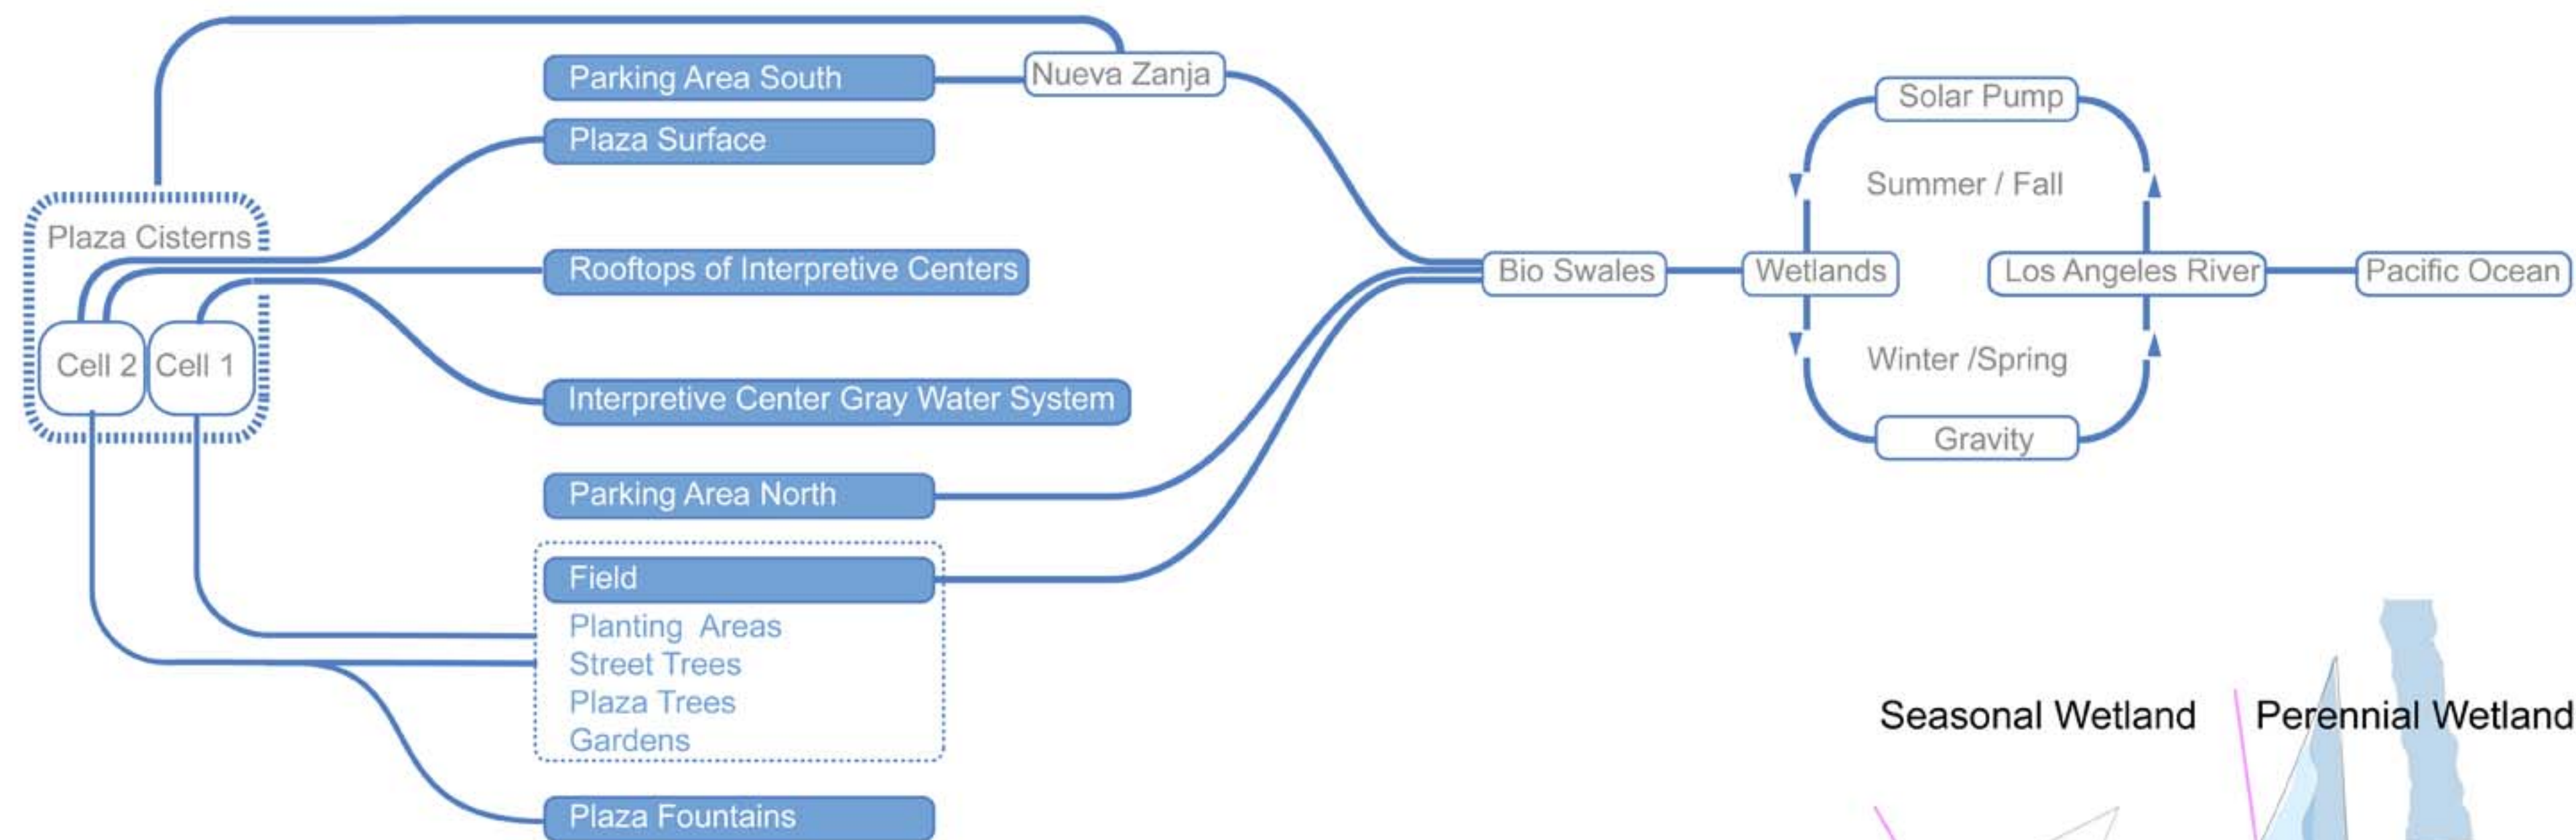 Parking Area South
Nueva Zanja
Solar Pump
Plaza Surface
Summer / Fall
Plaza Cisterns
Rooftops of Interpretive Centers
Bio Swales
Wetlands
Los Angeles River
Pacific Ocean
Cell 2
Cell 1
Winter /Spring
Interpretive Center Gray Water System
Gravity
Parking Area North
Field
Planting Areas
Street Trees
Plaza Trees
Gardens
Seasonal Wetland
Perennial Wetland
Plaza Fountains